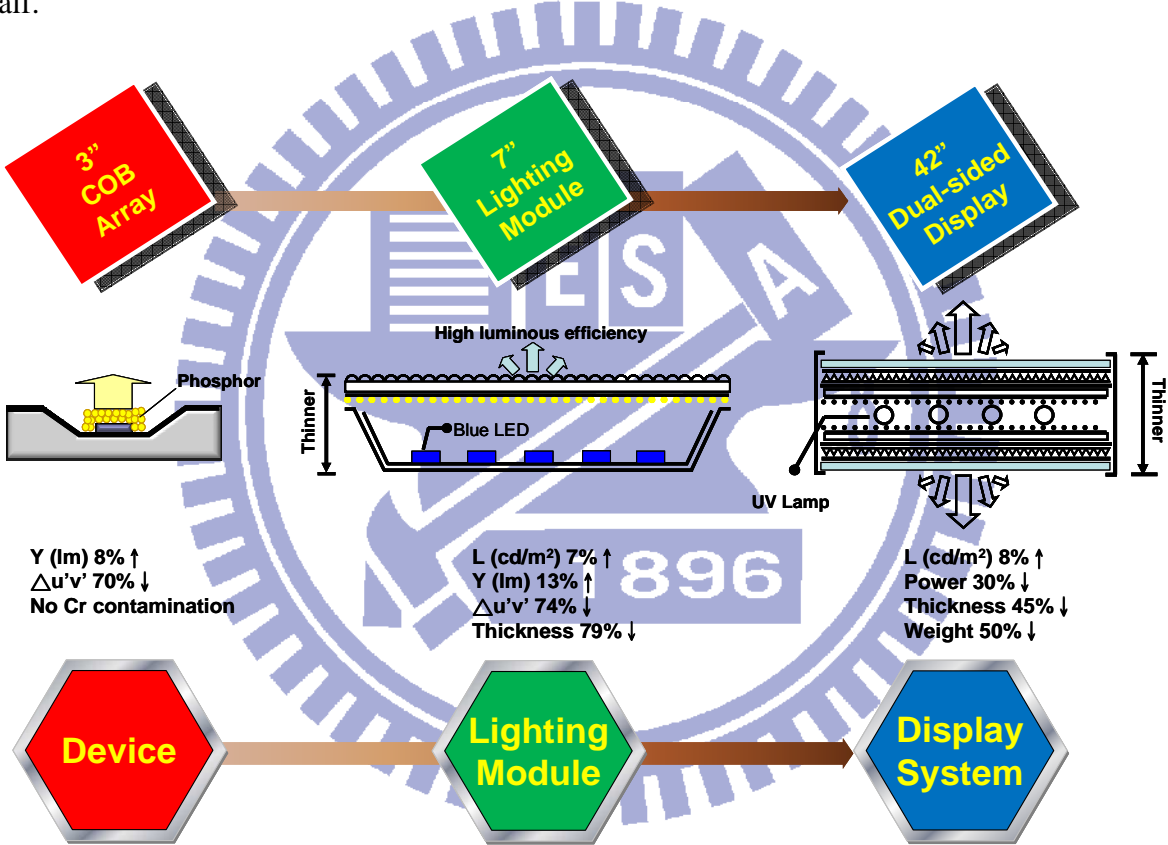 3”
COB
Array
7”
Lighting
Module
42”
Dual-sided
Display
ESA
High luminous efficiency
Phosphor
Thinner
Blue LED
UV Lamp
Thinner
1896
Y (lm) 8% ↑
△u’v’ 70% ↓
No Cr contamination
L (cd/m²) 7% ↑
Y (lm) 13% ↑
△u’v’ 74% ↓
Thickness 79% ↓
L (cd/m²) 8% ↑
Power 30% ↓
Thickness 45% ↓
Weight 50% ↓
Device
Lighting
Module
Display
System